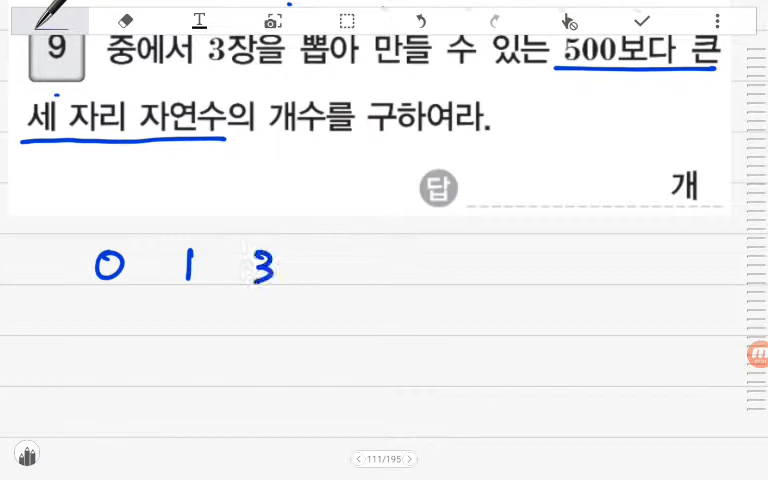 T
9 중에서 3장을 뽑아 만들 수 있는 500보다 큰
세 자리 자연수의 개수를 구하여라.
답 개
0 1 3
111/195